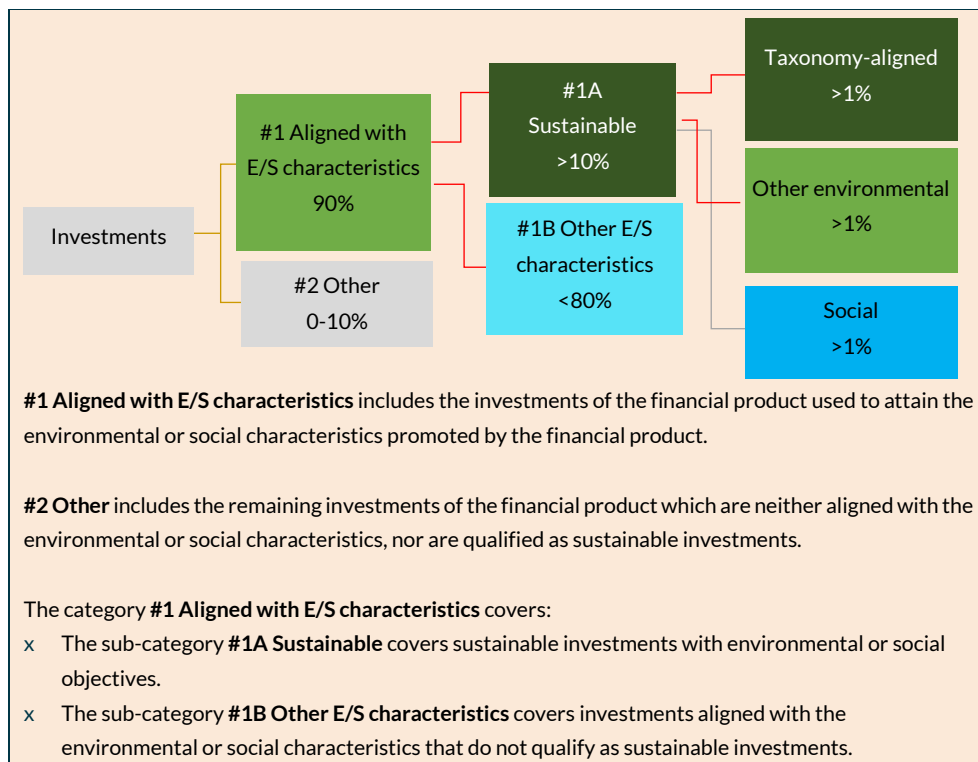 Investments
#1 Aligned with
E/S characteristics
90%
#2 Other
0-10%
#1A
Sustainable
>10%
#1B Other E/S
characteristics
<80%
Taxonomy-aligned
>1%
Other environmental
>1%
Social
>1%
#1 Aligned with E/S characteristics includes the investments of the financial product used to attain the
environmental or social characteristics promoted by the financial product.
#2 Other includes the remaining investments of the financial product which are neither aligned with the
environmental or social characteristics, nor are qualified as sustainable investments.
The category #1 Aligned with E/S characteristics covers:
x The sub-category #1A Sustainable covers sustainable investments with environmental or social
objectives.
x The sub-category #1B Other E/S characteristics covers investments aligned with the
environmental or social characteristics that do not qualify as sustainable investments.